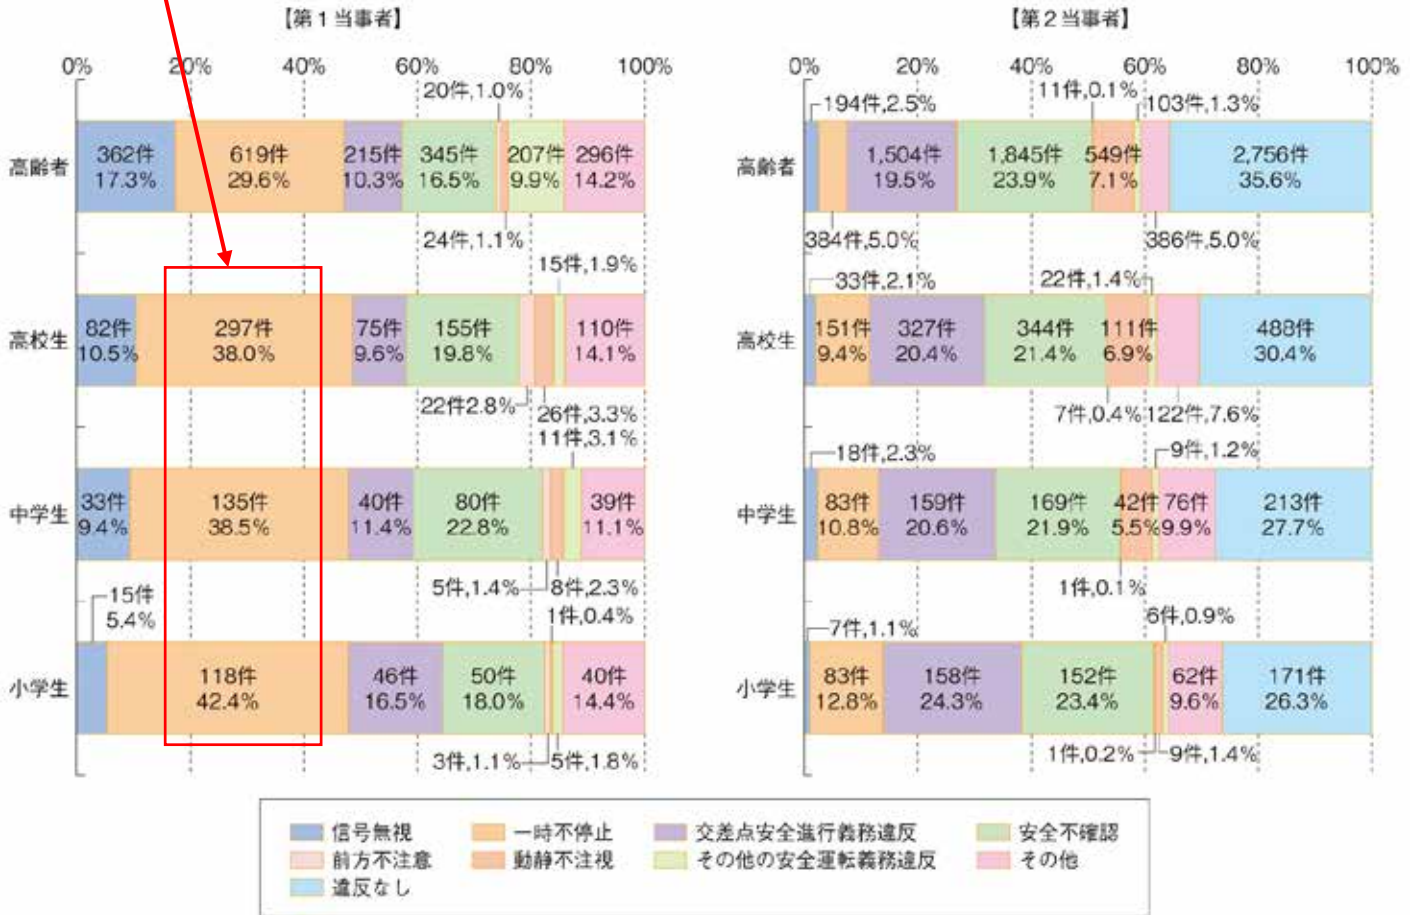 【第1当事者】
0% 20% 40% 60% 80% 100%
20件,1.0%
高齢者
362件 619件 215件 345件 207件 296件
17.3% 29.6% 10.3% 16.5% 9.9% 14.2%
24件,1.1%
15件,1.9%
高校生
82件 297件 75件 155件 110件
10.5% 38.0% 9.6% 19.8% 14.1%
22件2.8% 26件,3.3%
11件,3.1%
中学生
33件 135件 40件 80件 39件
9.4% 38.5% 11.4% 22.8% 11.1%
5件,1.4% 8件,2.3%
15件
5.4%
1件,0.4%
小学生
118件 46件 50件 40件
42.4% 16.5% 18.0% 14.4%
3件,1.1% 5件,1.8%
【第2当事者】
0% 20% 40% 60% 80% 100%
194件,2.5% 11件,0.1% 103件,1.3%
高齢者
1,504件 1,845件 549件 2,756件
19.5% 23.9% 7.1% 35.6%
384件,5.0% 386件,5.0%
33件,2.1% 22件,1.4%
高校生
151件 327件 344件 111件 488件
9.4% 20.4% 21.4% 6.9% 30.4%
7件,0.4% 122件,7.6%
18件,2.3% 9件,1.2%
中学生
83件 159件 169件 42件 76件 213件
10.8% 20.6% 21.9% 5.5% 9.9% 27.7%
1件,0.1%
7件,1.1% 6件,0.9%
小学生
83件 158件 152件 62件 171件
12.8% 24.3% 23.4% 9.6% 26.3%
1件,0.2% 9件,1.4%
信号無視 一時不停止 交差点安全進行義務違反 安全不確認
前方不注意 動静不注視 その他の安全運転義務違反 その他
違反なし